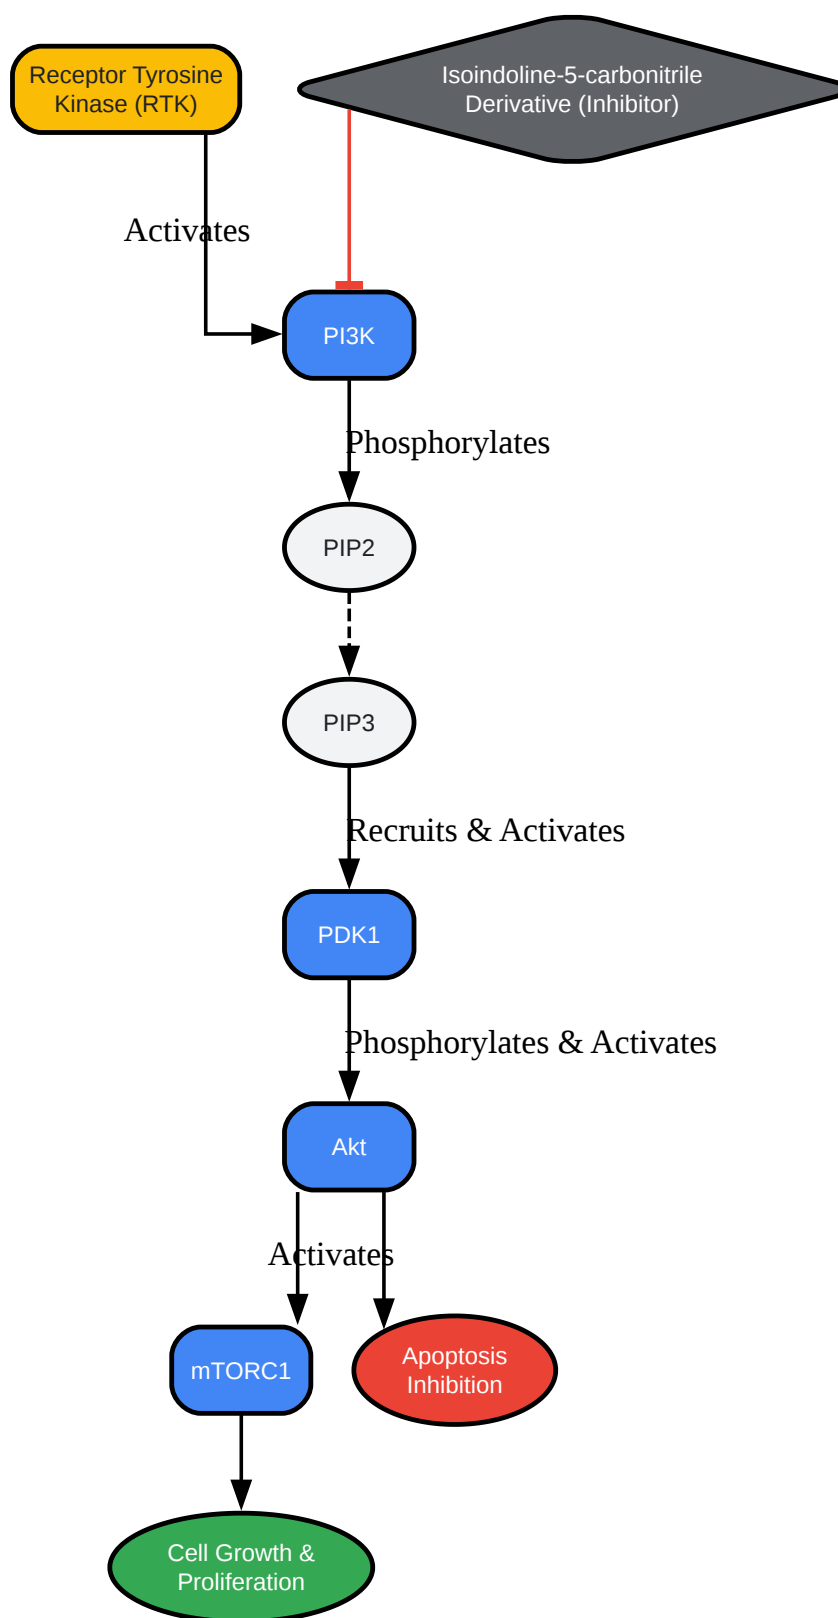 Receptor Tyrosine
Kinase (RTK)
Isoindoline-5-carbonitrile
Derivative (Inhibitor)
Activates
PI3K
Phosphorylates
PIP2
PIP3
Recruits & Activates
PDK1
Phosphorylates & Activates
Akt
Activates
mTORC1
Apoptosis
Inhibition
Cell Growth &
Proliferation